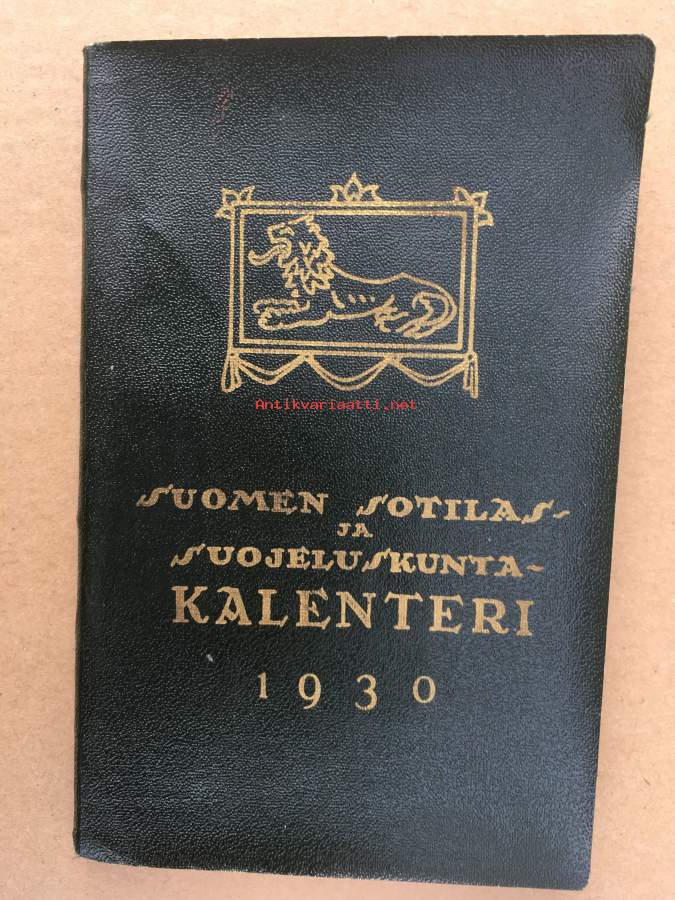 Antikvariaatti.net
SUOMEN SOTILAS-
JA
SUOJELUSKUNTA-
KALENTERI
1930